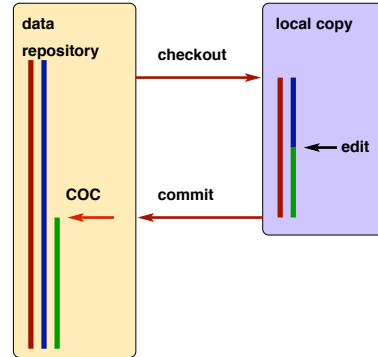 data
repository
checkout
local copy
edit
COC
commit